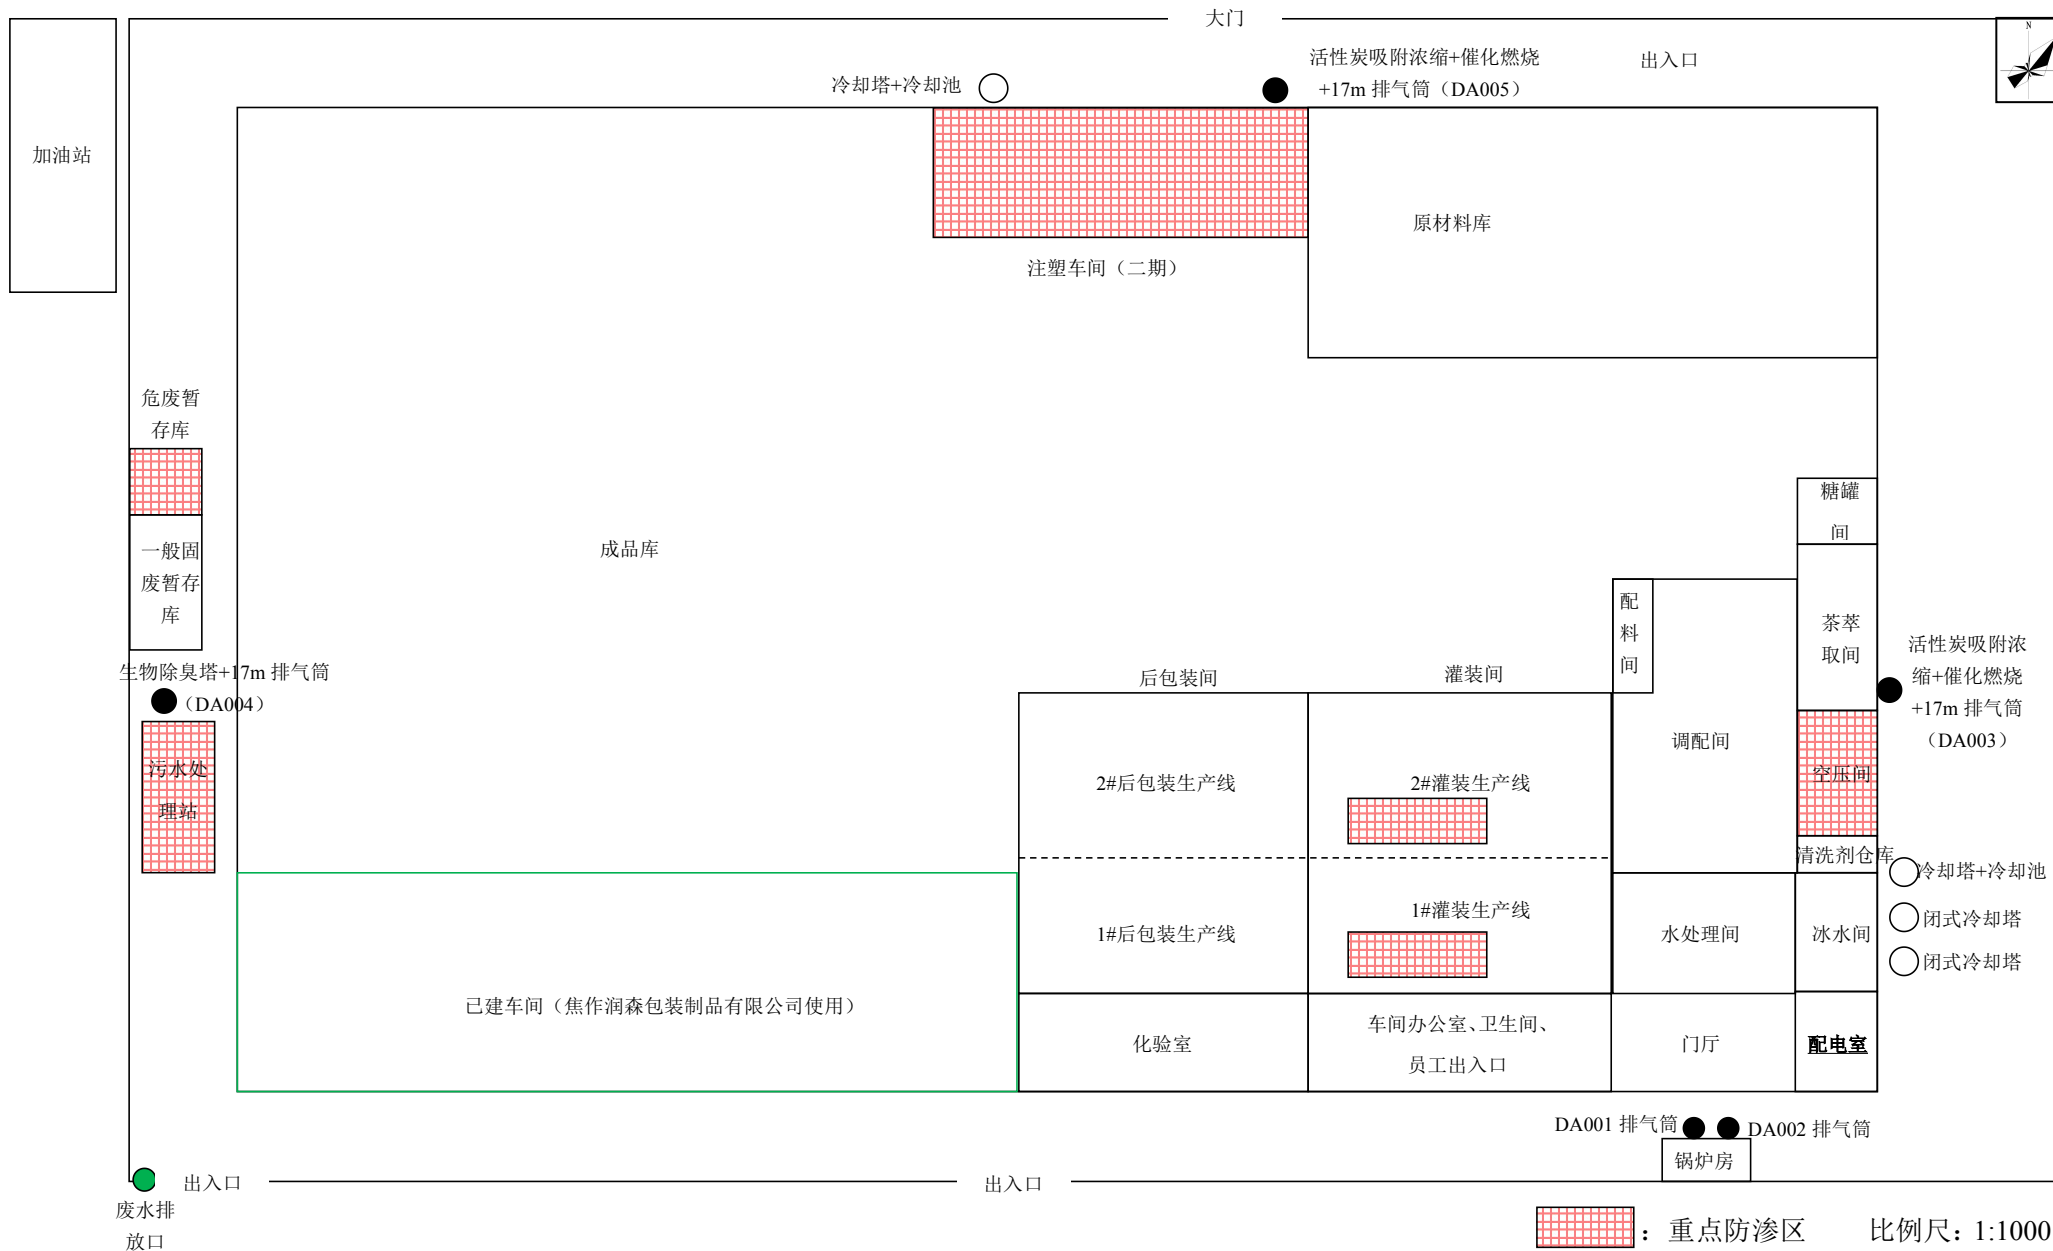 大门
N
冷却塔+冷却池
活性炭吸附浓缩+催化燃烧
+17m 排气筒（DA005）
出入口
加油站
原材料库
注塑车间（二期）
危废暂
存库
糖罐
间
一般固
废暂存
库
成品库
配
料
间
茶萃
取间
活性炭吸附浓
缩+催化燃烧
+17m 排气筒
（DA003）
生物除臭塔+17m 排气筒
（DA004）
后包装间
灌装间
调配间
污水处
理站
2#后包装生产线
2#灌装生产线
空压间
清洗剂仓库
冷却塔+冷却池
1#后包装生产线
1#灌装生产线
水处理间
冰水间
闭式冷却塔
闭式冷却塔
已建车间（焦作润森包装制品有限公司使用）
化验室
车间办公室、卫生间、
员工出入口
门厅
配电室
DA001 排气筒
DA002 排气筒
锅炉房
出入口
出入口
废水排
放口
：重点防渗区
比例尺：1:1000